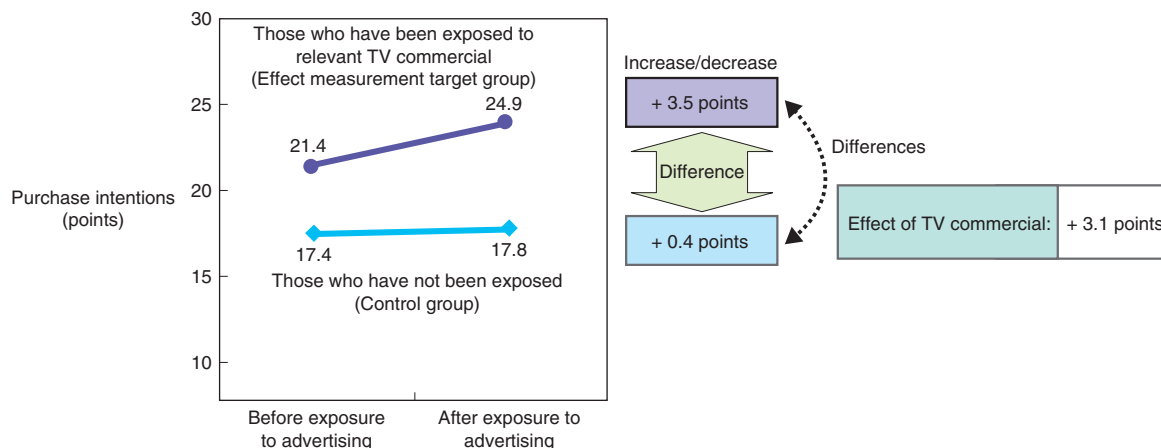 30
25
20
15
10
Purchase intentions
(points)
Those who have been exposed to
relevant TV commercial
(Effect measurement target group)
24.9
21.4
17.4
17.8
Those who have not been exposed
(Control group)
Before exposure
to advertising
After exposure to
advertising
Increase/decrease
+ 3.5 points
Difference
+ 0.4 points
Differences
Effect of TV commercial:
+ 3.1 points